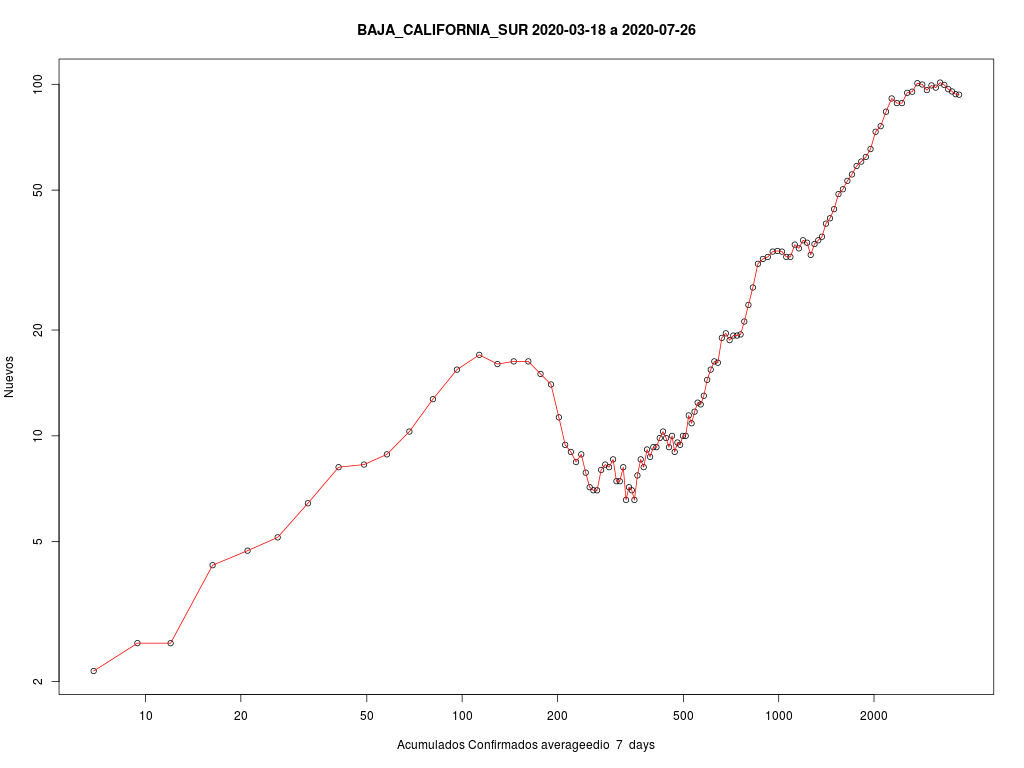 BAJA_CALIFORNIA_SUR 2020-03-18 a 2020-07-26
100
50
20
10
5
2
Nuevos
10 20 50 100 200 500 1000 2000
Acumulados Confirmados averageedio 7 days